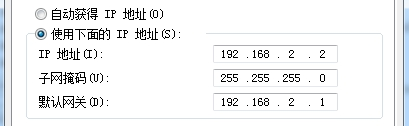 自动获得 IP 地址(O)
使用下面的 IP 地址(S):
IP 地址(I): 192 .168 . 2 . 2
子网掩码(U): 255 .255 .255 . 0
默认网关(D): 192 .168 . 2 . 1